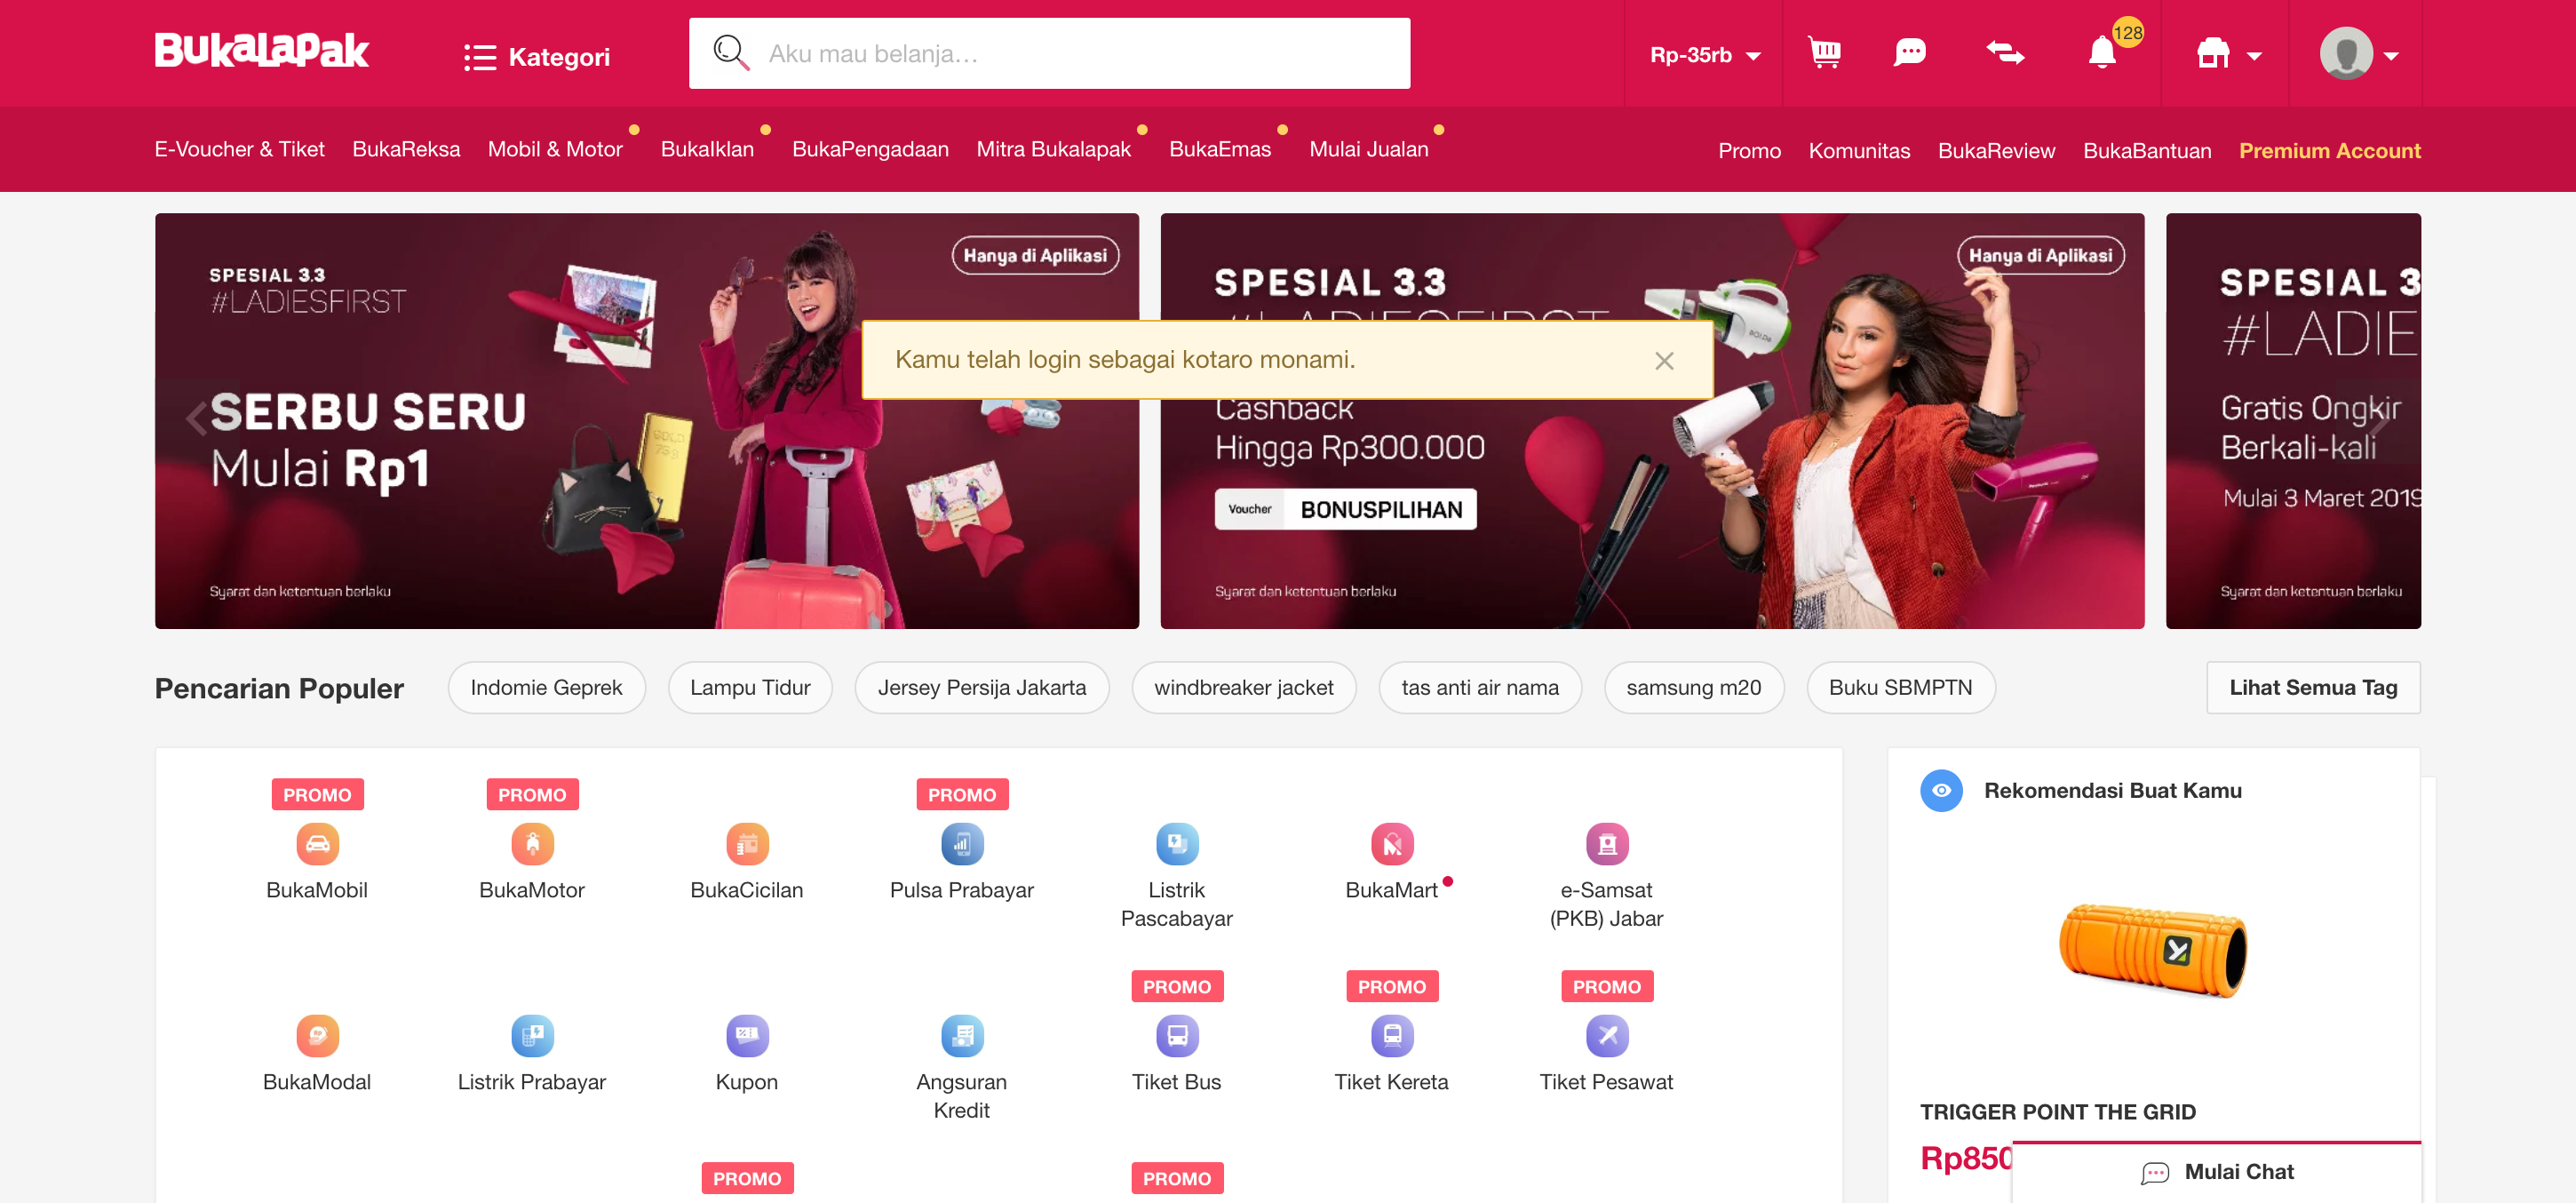 BukaLapak
Kategori
Aku mau belanja...
Rp-35rb
128
E-Voucher & Tiket
BukaReksa
Mobil & Motor
BukaIklan
BukaPengadaan
Mitra Bukalapak
BukaEmas
Mulai Jualan
Promo
Komunitas
BukaReview
BukaBantuan
Premium Account
Hanya di Aplikasi
SPESIAL 3.3
#LADIESFIRST
SERBU SERU
Mulai Rp1
Syarat dan ketentuan berlaku
Hanya di Aplikasi
SPESIAL 3.3
#LADIESFIRST
Cashback
Hingga Rp300.000
Voucher BONUSPILIHAN
Syarat dan ketentuan berlaku
SPESIAL 3
#LADIE
Gratis Ongkir
Berkali-kali
Mulai 3 Maret 2019
Syarat dan ketentuan berlaku
Kamu telah login sebagai kotaro monami.
Pencarian Populer
Indomie Geprek
Lampu Tidur
Jersey Persija Jakarta
windbreaker jacket
tas anti air nama
samsung m20
Buku SBMPTN
Lihat Semua Tag
PROMO
BukaMobil
PROMO
BukaMotor
BukaCicilan
PROMO
Pulsa Prabayar
Listrik
Pascabayar
BukaMart
e-Samsat
(PKB) Jabar
BukaModal
Listrik Prabayar
Kupon
Angsuran
Kredit
PROMO
Tiket Bus
PROMO
Tiket Kereta
PROMO
Tiket Pesawat
PROMO
PROMO
Rekomendasi Buat Kamu
TRIGGER POINT THE GRID
Rp850
Mulai Chat